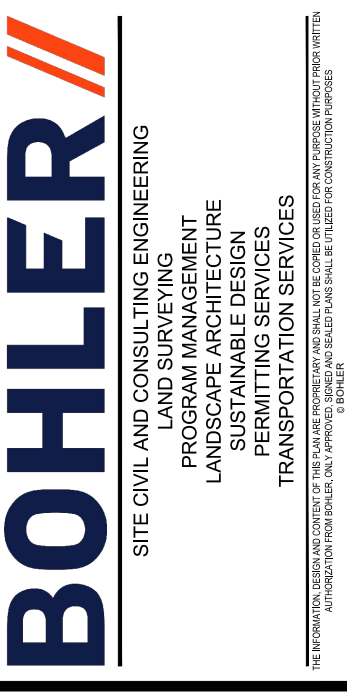 BOHLER//
SITE CIVIL AND CONSULTING ENGINEERING
LAND SURVEYING
PROGRAM MANAGEMENT
LANDSCAPE ARCHITECTURE
SUSTAINABLE DESIGN
PERMITTING SERVICES
TRANSPORTATION SERVICES
THE INFORMATION, DESIGN AND CONTENT OF THIS PLAN ARE PROPRIETARY AND SHALL NOT BE COPIED OR USED FOR ANY PURPOSE WITHOUT PRIOR WRITTEN
AUTHORIZATION FROM BOHLER, ONLY APPROVED, SIGNED AND SEALED PLANS SHALL BE UTILIZED FOR CONSTRUCTION PURPOSES
© BOHLER